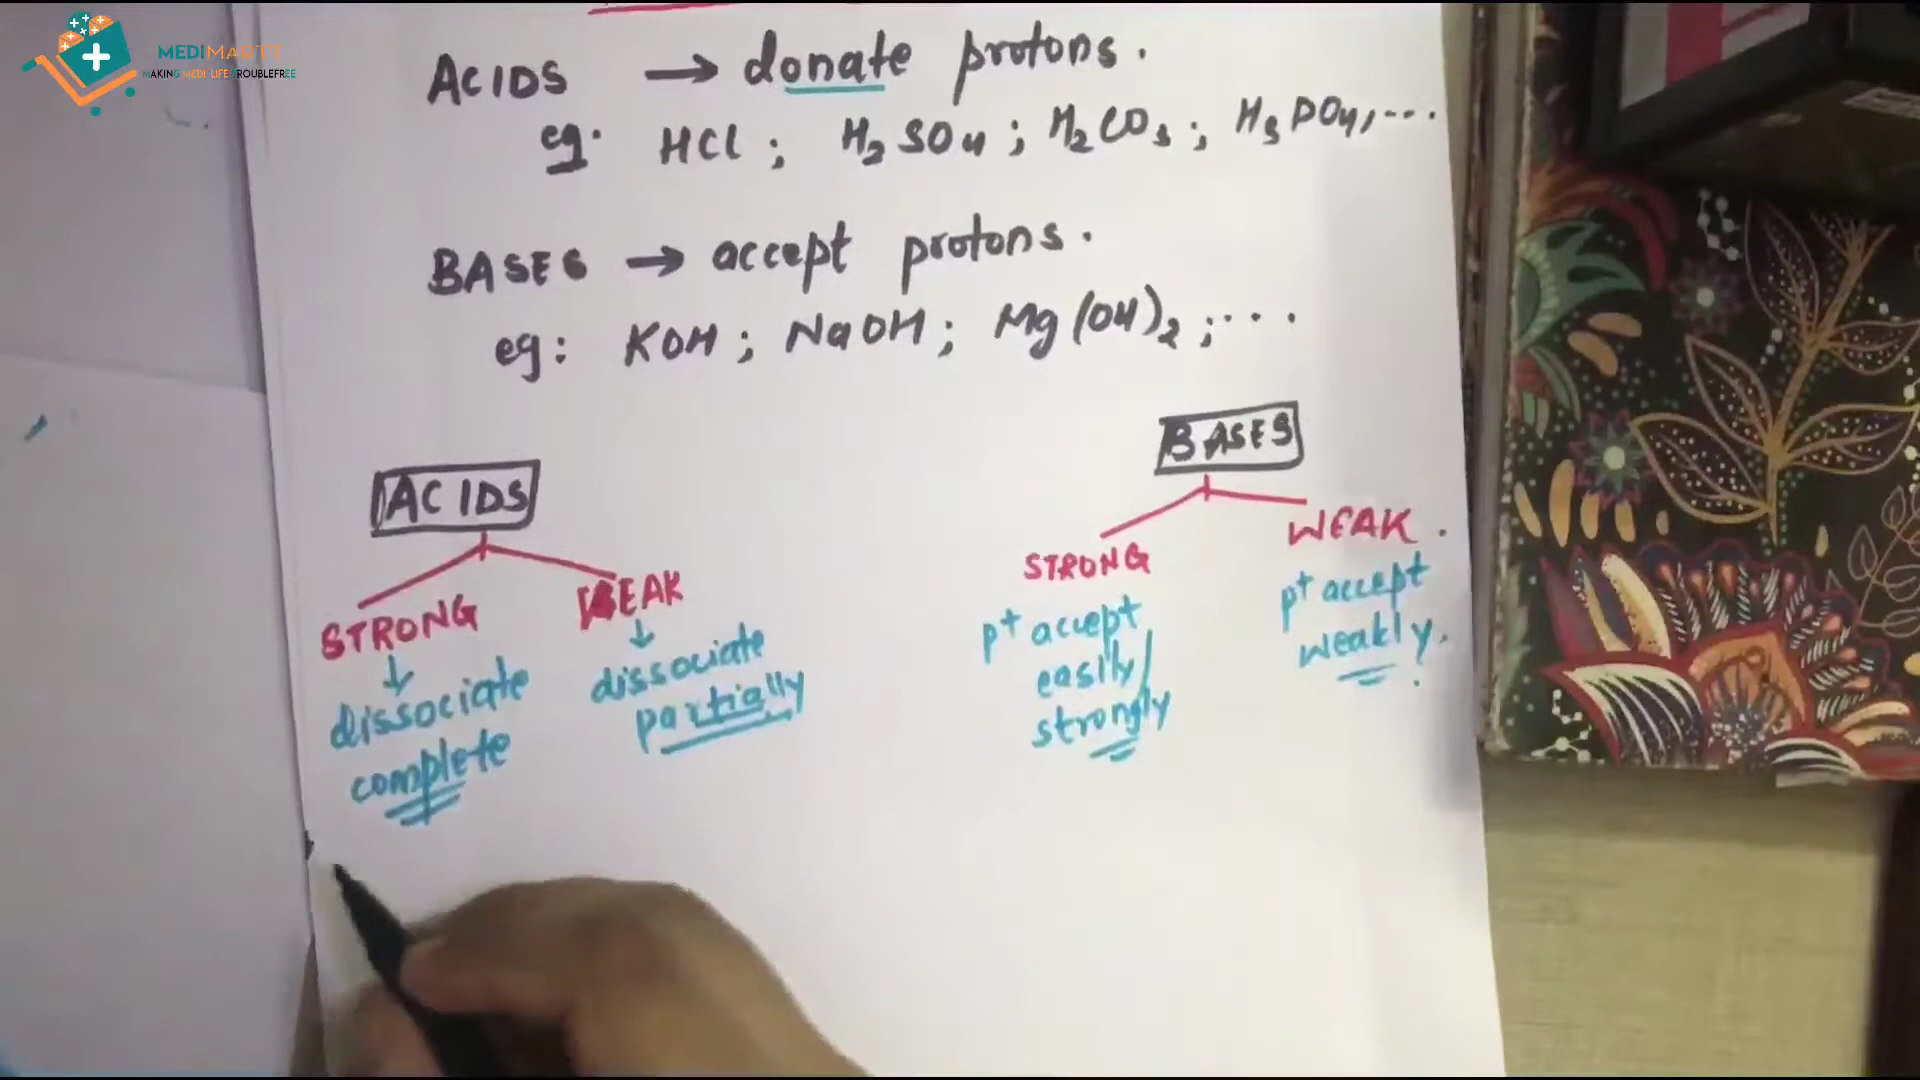 MEDIMARTT
MAKING MEDI-LIFE TROUBLEFREE
ACIDS → donate protons.
eg. HCl ; H2SO4 ; H2CO3 ; H3PO4, ...
BASES → accept protons.
eg: KOH ; NaOH ; Mg(OH)2 ; ...
ACIDS
STRONG
WEAK
dissociate
complete
dissociate
partially
BASES
STRONG
WEAK.
p+ accept
easily/
strongly
p+ accept
weakly.